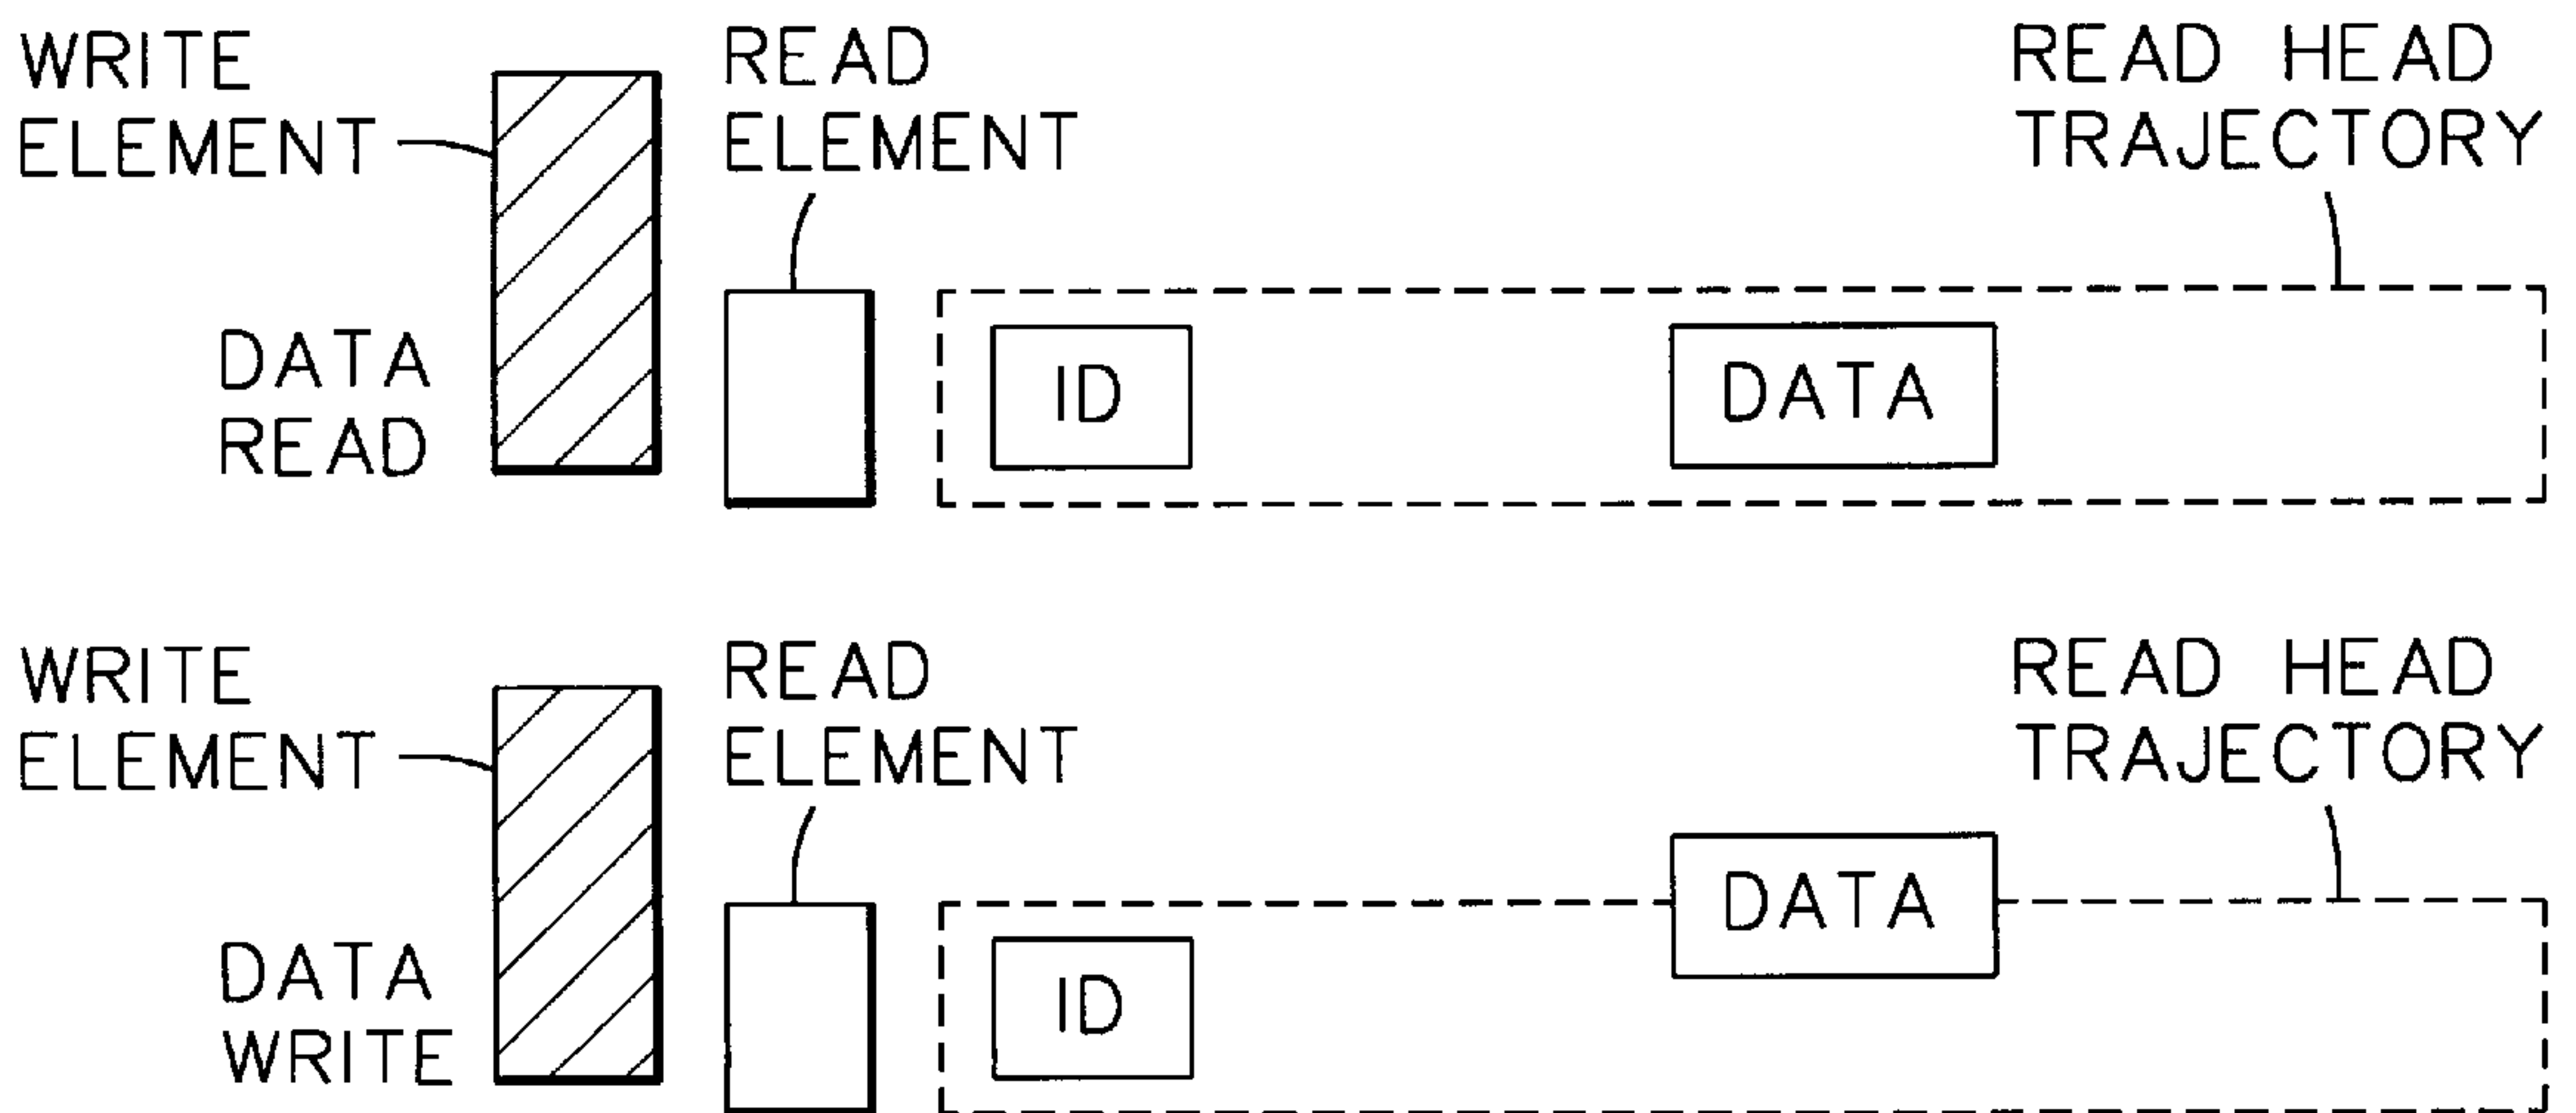 WRITE
ELEMENT
READ
ELEMENT
READ HEAD
TRAJECTORY
DATA
READ
ID
DATA
WRITE
ELEMENT
READ
ELEMENT
READ HEAD
TRAJECTORY
DATA
WRITE
ID
DATA